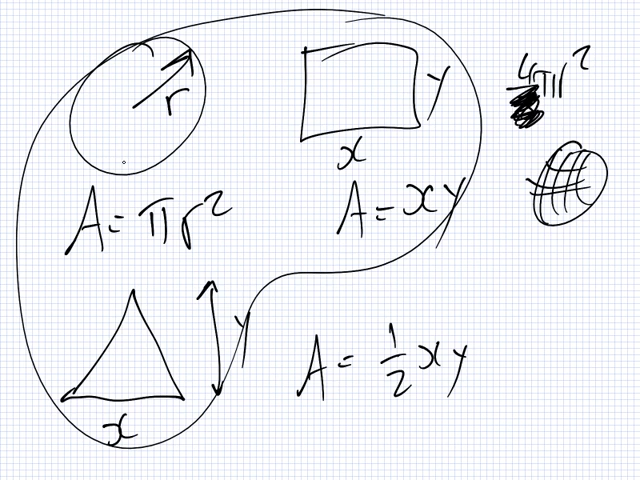 r
y
x
4πr²
A = πr²
A = xy
y
x
A = ½xy